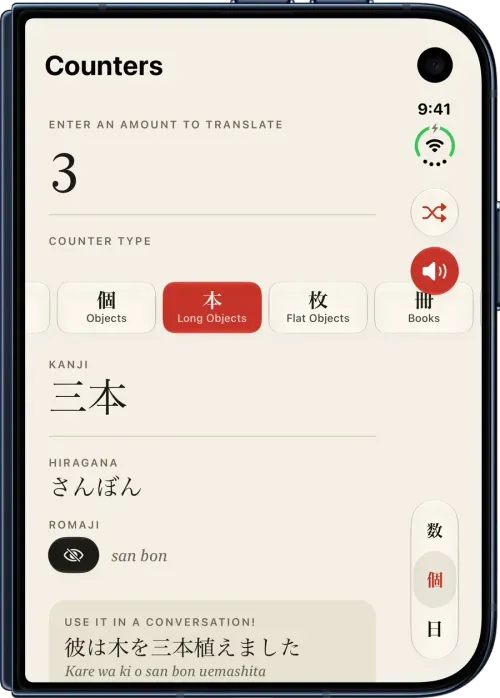 Counters
9:41
ENTER AN AMOUNT TO TRANSLATE
3
COUNTER TYPE
個
Objects
本
Long Objects
枚
Flat Objects
冊
Books
KANJI
三本
HIRAGANA
さんぼん
ROMAJI
san bon
数
個
日
USE IT IN A CONVERSATION!
彼は木を三本植えました
Kare wa ki o san bon uemashita